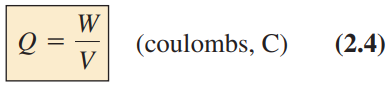 Q = W / V (coulombs, C) (2.4)